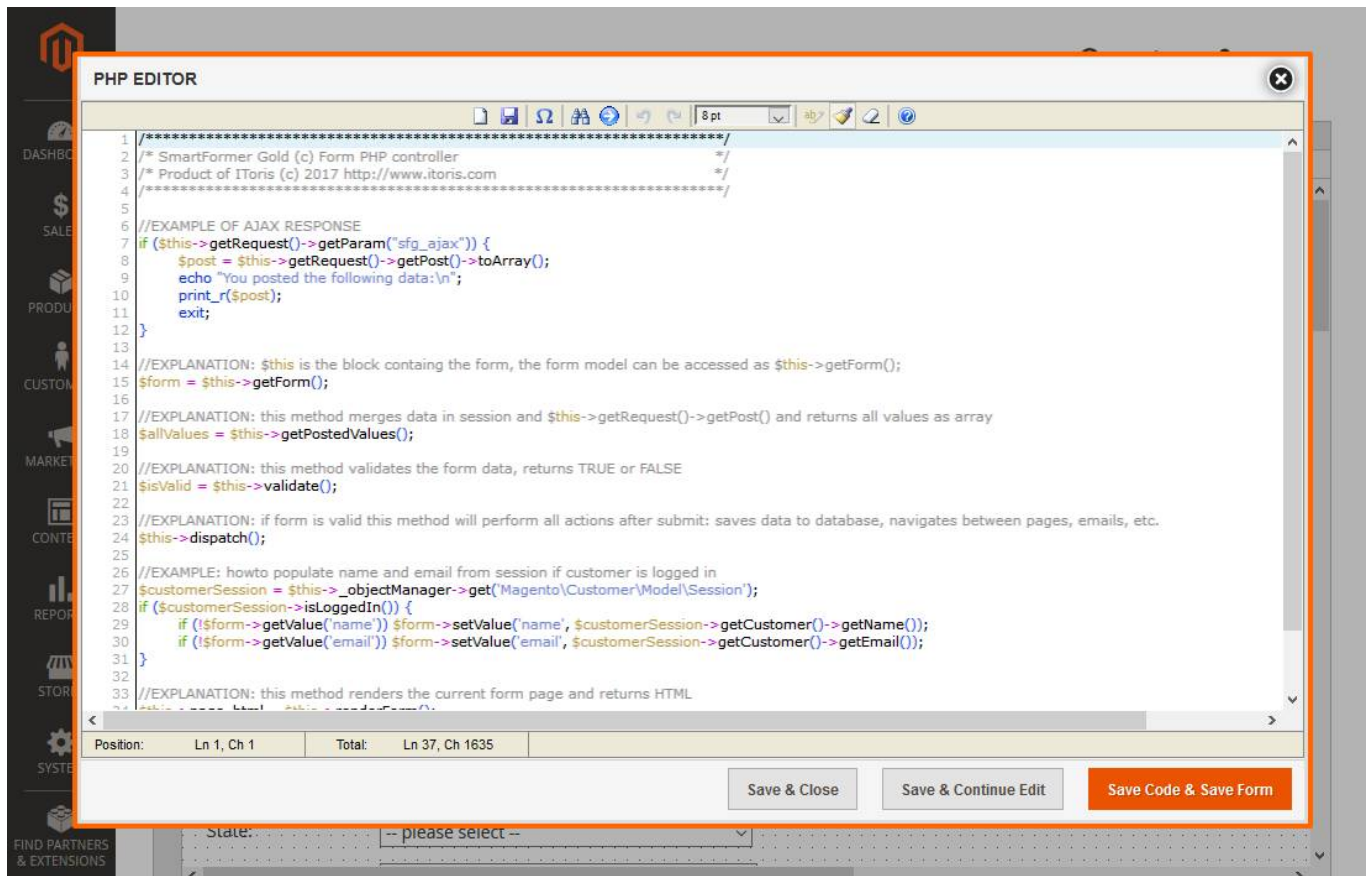 PHP EDITOR
8 pt
DASHBO
SALE
PRODU
CUSTOM
MARKET
CONTE
REPOR
STOR
SYSTE
FIND PARTNERS
& EXTENSIONS
1 /*******************************************************************/
2 /* SmartFormer Gold (c) Form PHP controller */
3 /* Product of IToris (c) 2017 http://www.itoris.com */
4 /*******************************************************************/
5
6 //EXAMPLE OF AJAX RESPONSE
7 if ($this->getRequest()->getParam("sfg_ajax")) {
8 $post = $this->getRequest()->getPost()->toArray();
9 echo "You posted the following data:\n";
10 print_r($post);
11 exit;
12 }
13
14 //EXPLANATION: $this is the block containg the form, the form model can be accessed as $this->getForm();
15 $form = $this->getForm();
16
17 //EXPLANATION: this method merges data in session and $this->getRequest()->getPost() and returns all values as array
18 $allValues = $this->getPostedValues();
19
20 //EXPLANATION: this method validates the form data, returns TRUE or FALSE
21 $isValid = $this->validate();
22
23 //EXPLANATION: if form is valid this method will perform all actions after submit: saves data to database, navigates between pages, emails, etc.
24 $this->dispatch();
25
26 //EXAMPLE: howto populate name and email from session if customer is logged in
27 $customerSession = $this->_objectManager->get('Magento\Customer\Model\Session');
28 if ($customerSession->isLoggedIn()) {
29 if (!$form->getValue('name')) $form->setValue('name', $customerSession->getCustomer()->getName());
30 if (!$form->getValue('email')) $form->setValue('email', $customerSession->getCustomer()->getEmail());
31 }
32
33 //EXPLANATION: this method renders the current form page and returns HTML
Position: Ln 1, Ch 1 Total: Ln 37, Ch 1635
Save & Close Save & Continue Edit Save Code & Save Form
State: -- please select --